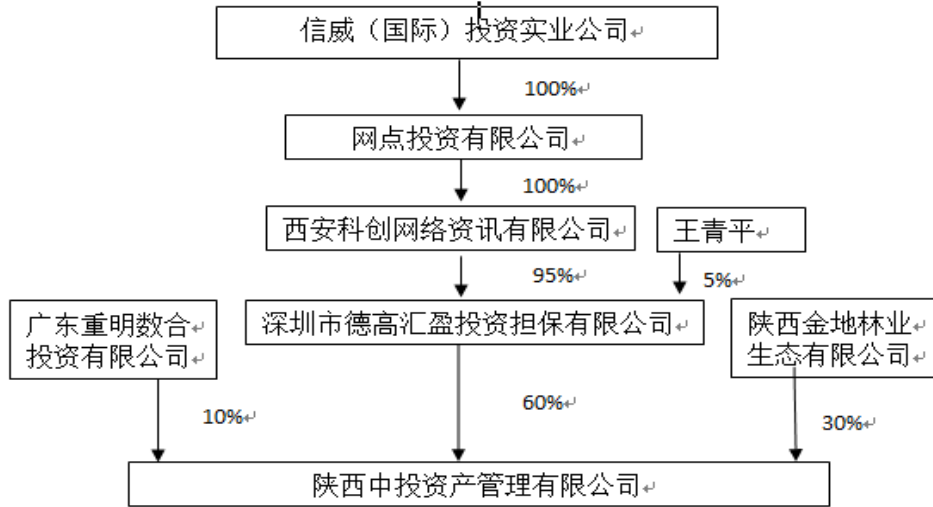 信威（国际）投资实业公司
100%
网点投资有限公司
100%
西安科创网络资讯有限公司
王青平
95%
5%
广东重明数合
投资有限公司
深圳市德高汇盈投资担保有限公司
陕西金地林业
生态有限公司
10%
60%
30%
陕西中投资产管理有限公司